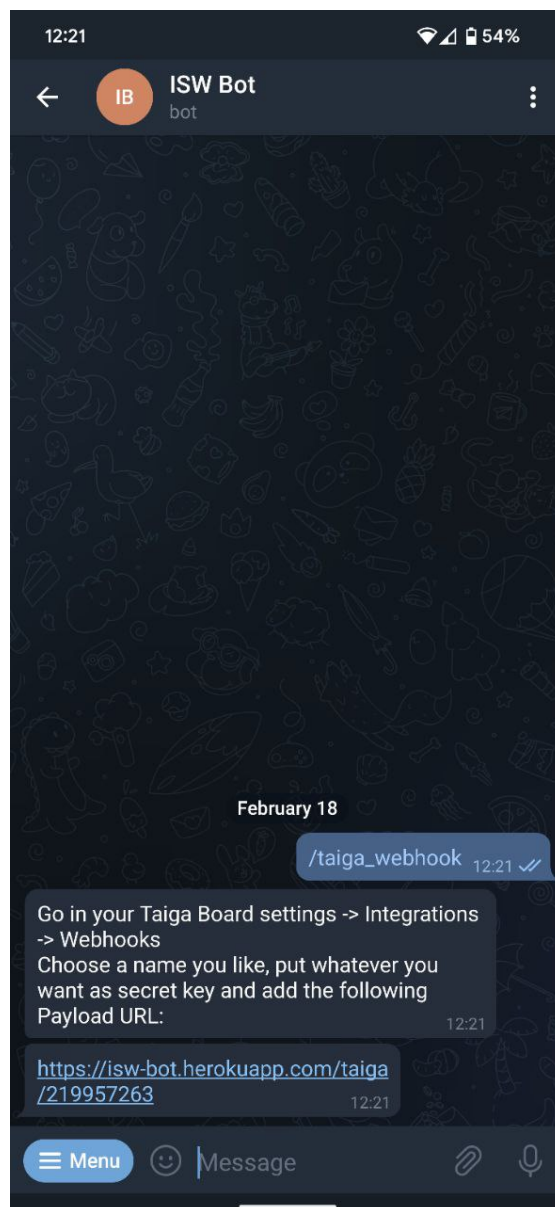 12:21
54%
IB
ISW Bot
bot
February 18
/taiga_webhook 12:21
Go in your Taiga Board settings -> Integrations
-> Webhooks
Choose a name you like, put whatever you
want as secret key and add the following
Payload URL:
12:21
https://isw-bot.herokuapp.com/taiga
/219957263
12:21
Menu
Message